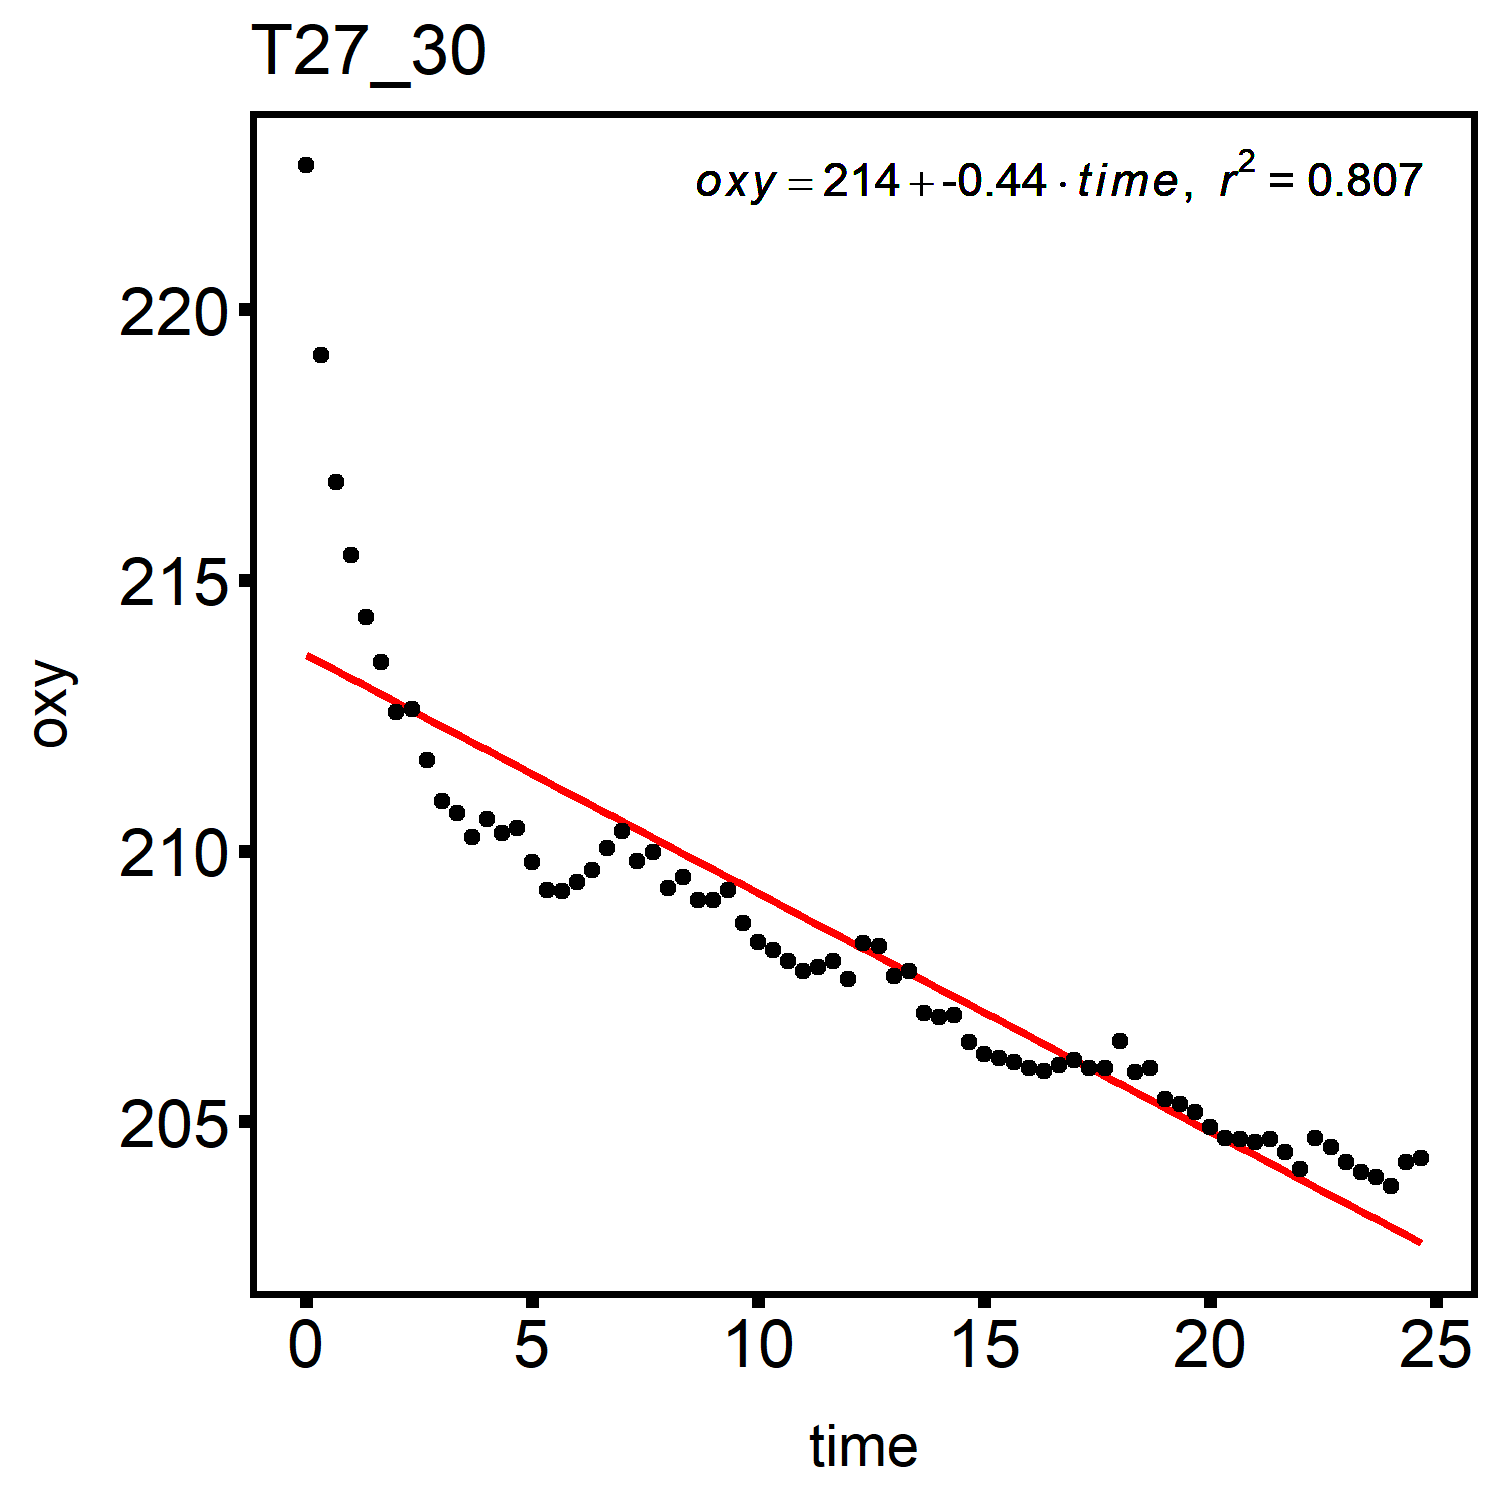 T27_30
oxy = 214 + -0.44 · time, r² = 0.807
220
215
210
205
oxy
0 5 10 15 20 25
time